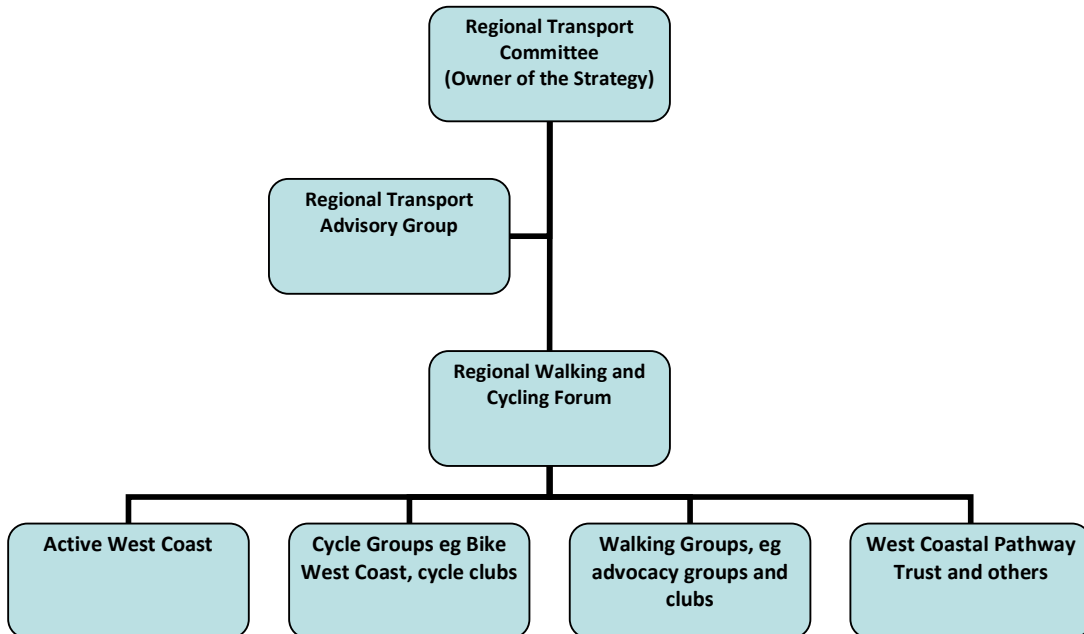 Regional Transport
Committee
(Owner of the Strategy)
Regional Transport
Advisory Group
Regional Walking and
Cycling Forum
Active West Coast
Cycle Groups eg Bike
West Coast, cycle clubs
Walking Groups, eg
advocacy groups and
clubs
West Coastal Pathway
Trust and others